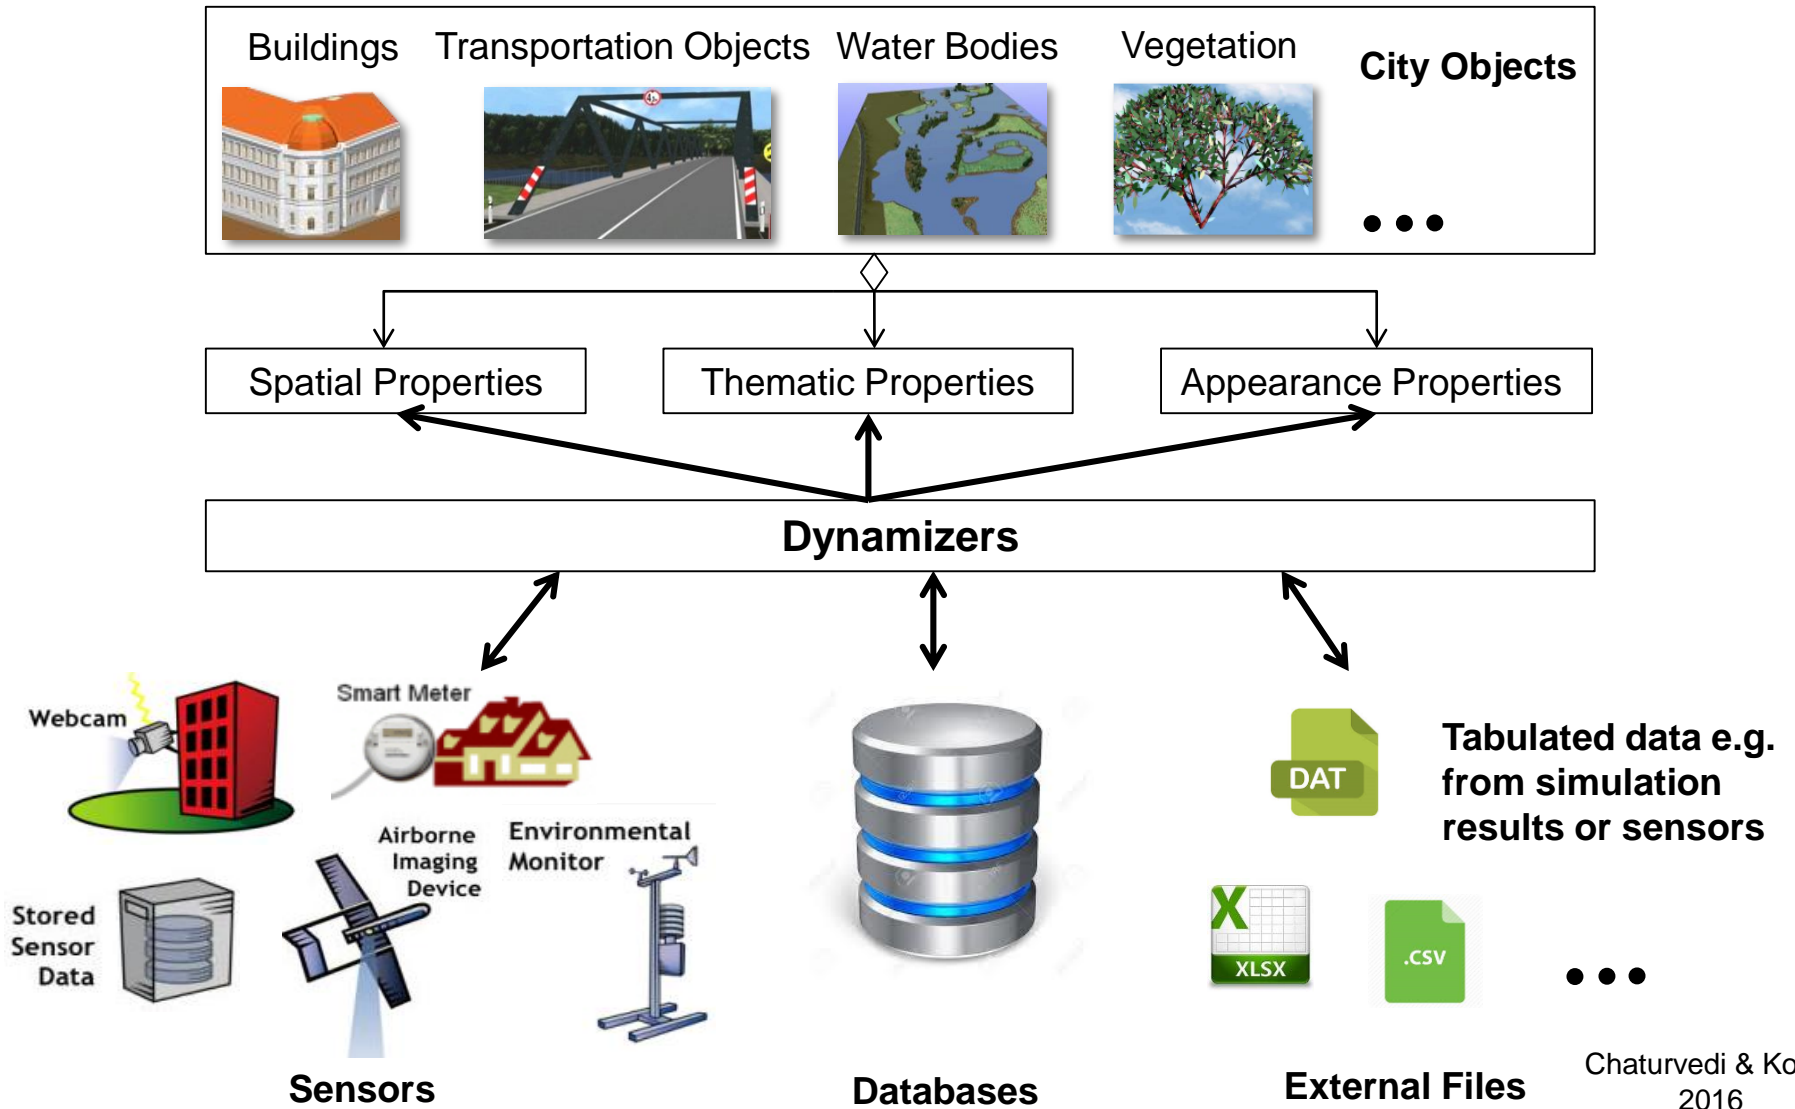 Buildings
Transportation Objects
Water Bodies
Vegetation
City Objects
•••
Spatial Properties
Thematic Properties
Appearance Properties
Dynamizers
Webcam
Smart Meter
Airborne
Imaging
Device
Environmental
Monitor
Stored
Sensor
Data
DAT
Tabulated data e.g.
from simulation
results or sensors
X
XLSX
.CSV
•••
Sensors
Databases
External Files
Chaturvedi & Ko
2016